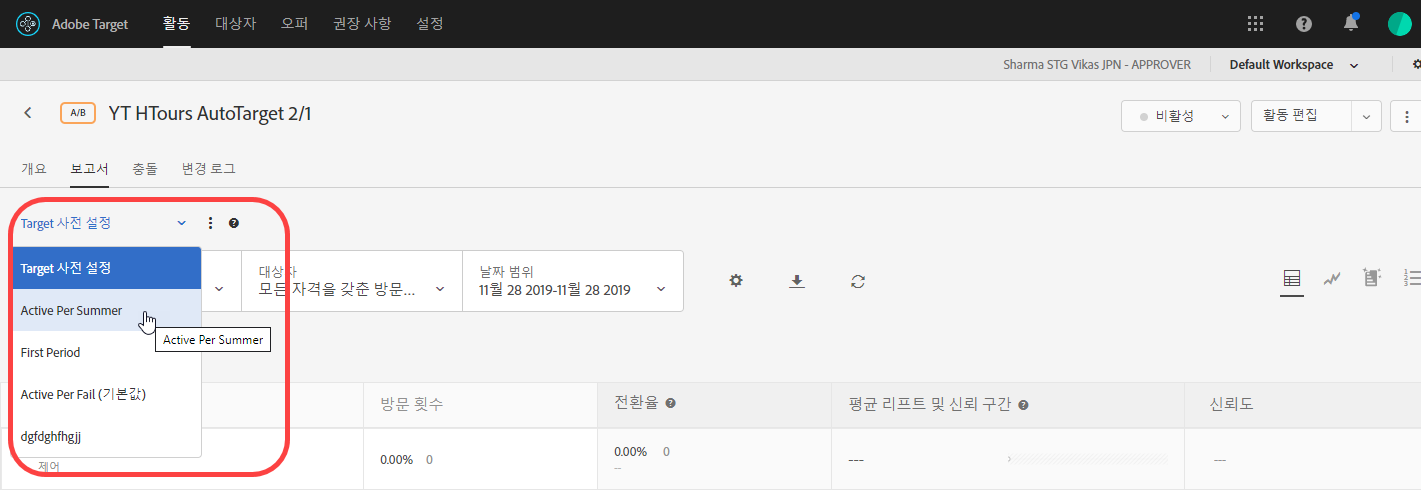 Adobe Target 활동 대상자 오퍼 권장 사항 설정
Sharma STG Vikas JPN - APPROVER Default Workspace
A/B YT HTours AutoTarget 2/1 비활성 활동 편집
개요 보고서 충돌 변경 로그
Target 사전 설정
Target 사전 설정
대상자 날짜 범위
모든 자격을 갖춘 방문... 11월 28 2019-11월 28 2019
Active Per Summer
Active Per Summer
First Period
Active Per Fail (기본값)
방문 횟수 전환율 평균 리프트 및 신뢰 구간 신뢰도
dgfdghfhgjj
0.00% 0 0.00% 0 --- ---
--
제어